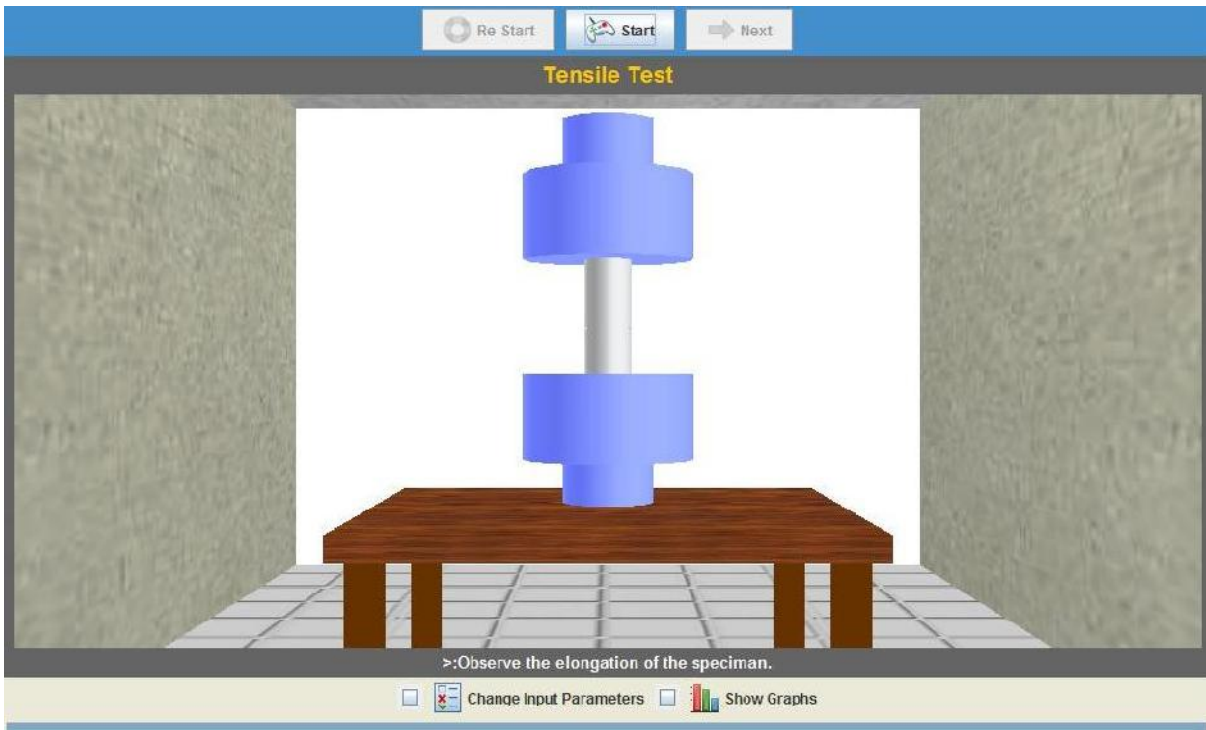 Re Start Start Next
Tensile Test
>:Observe the elongation of the speciman.
Change Input Parameters Show Graphs